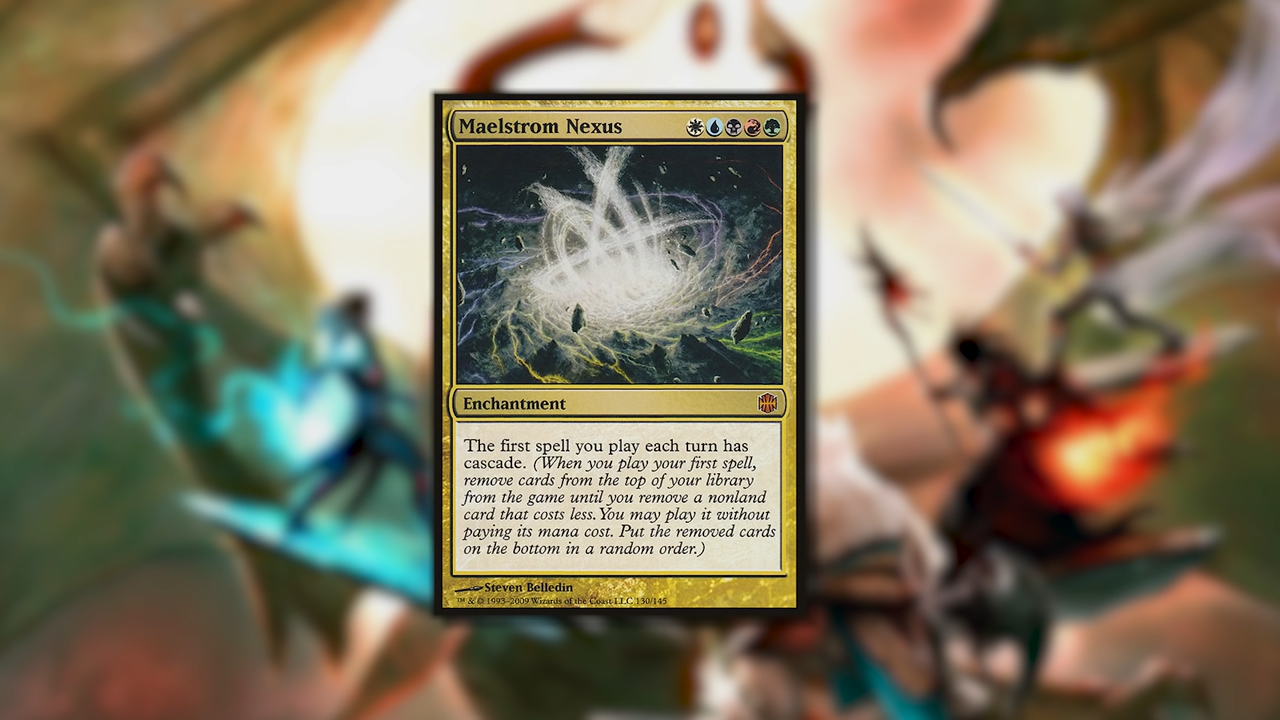 Maelstrom Nexus
Enchantment
The first spell you play each turn has
cascade. (When you play your first spell,
remove cards from the top of your library
from the game until you remove a nonland
card that costs less. You may play it without
paying its mana cost. Put the removed cards
on the bottom in a random order.)
Steven Belledin
™ & © 1993–2009 Wizards of the Coast LLC 130/145